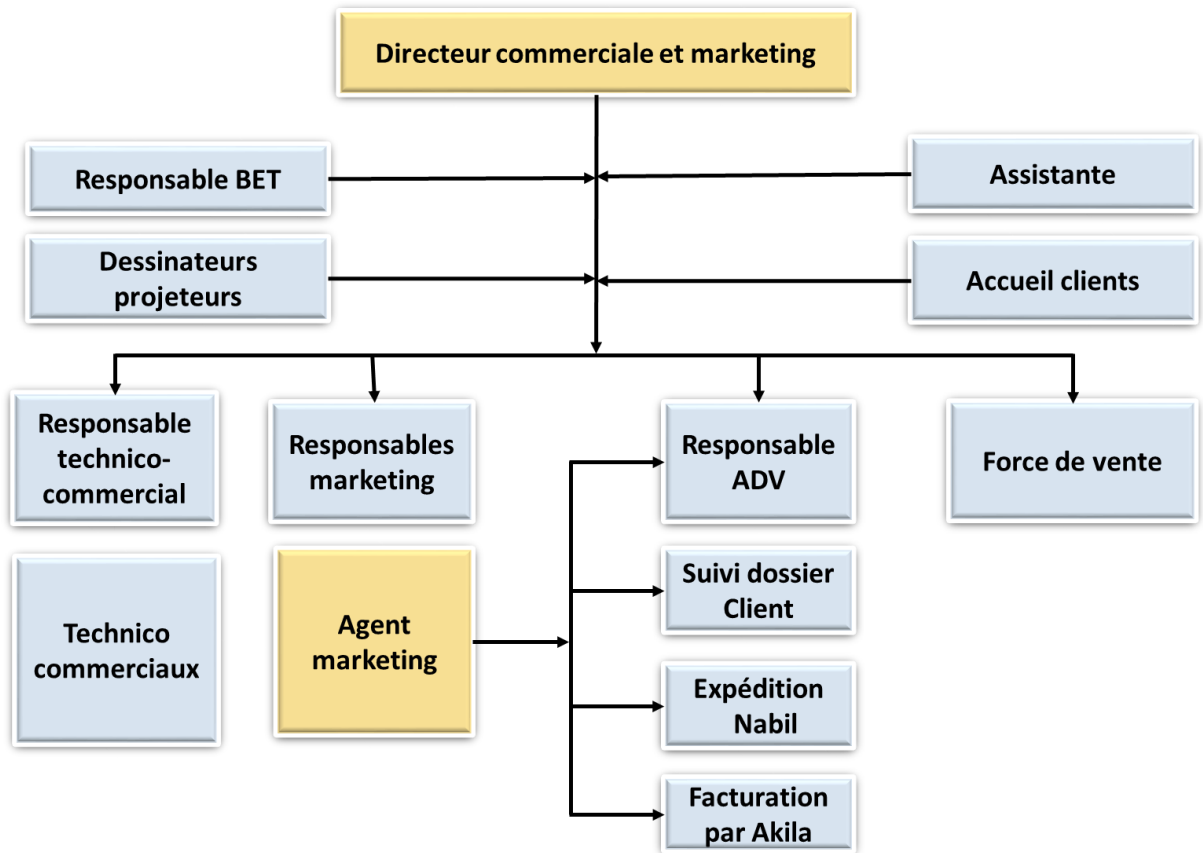 Directeur commerciale et marketing
Responsable BET
Assistante
Dessinateurs
projeteurs
Accueil clients
Responsable
technico-
commercial
Responsables
marketing
Responsable
ADV
Force de vente
Technico
commerciaux
Agent
marketing
Suivi dossier
Client
Expédition
Nabil
Facturation
par Akila